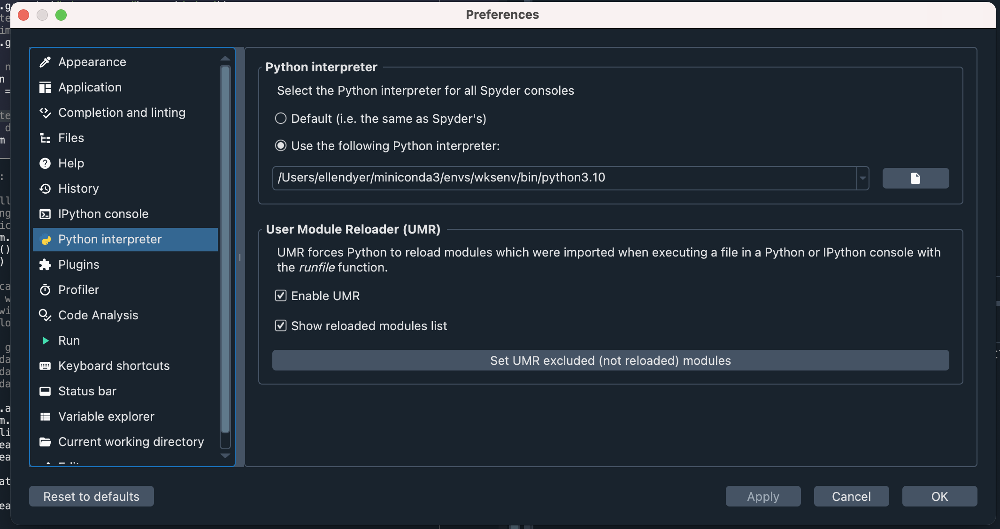 Preferences
Appearance
Application
Completion and linting
Files
Help
History
IPython console
Python interpreter
Plugins
Profiler
Code Analysis
Run
Keyboard shortcuts
Status bar
Variable explorer
Current working directory
Python interpreter
Select the Python interpreter for all Spyder consoles
Default (i.e. the same as Spyder's)
Use the following Python interpreter:
/Users/ellendyer/miniconda3/envs/wksenv/bin/python3.10
User Module Reloader (UMR)
UMR forces Python to reload modules which were imported when executing a file in a Python or IPython console with
the runfile function.
Enable UMR
Show reloaded modules list
Set UMR excluded (not reloaded) modules
Reset to defaults
Apply
Cancel
OK